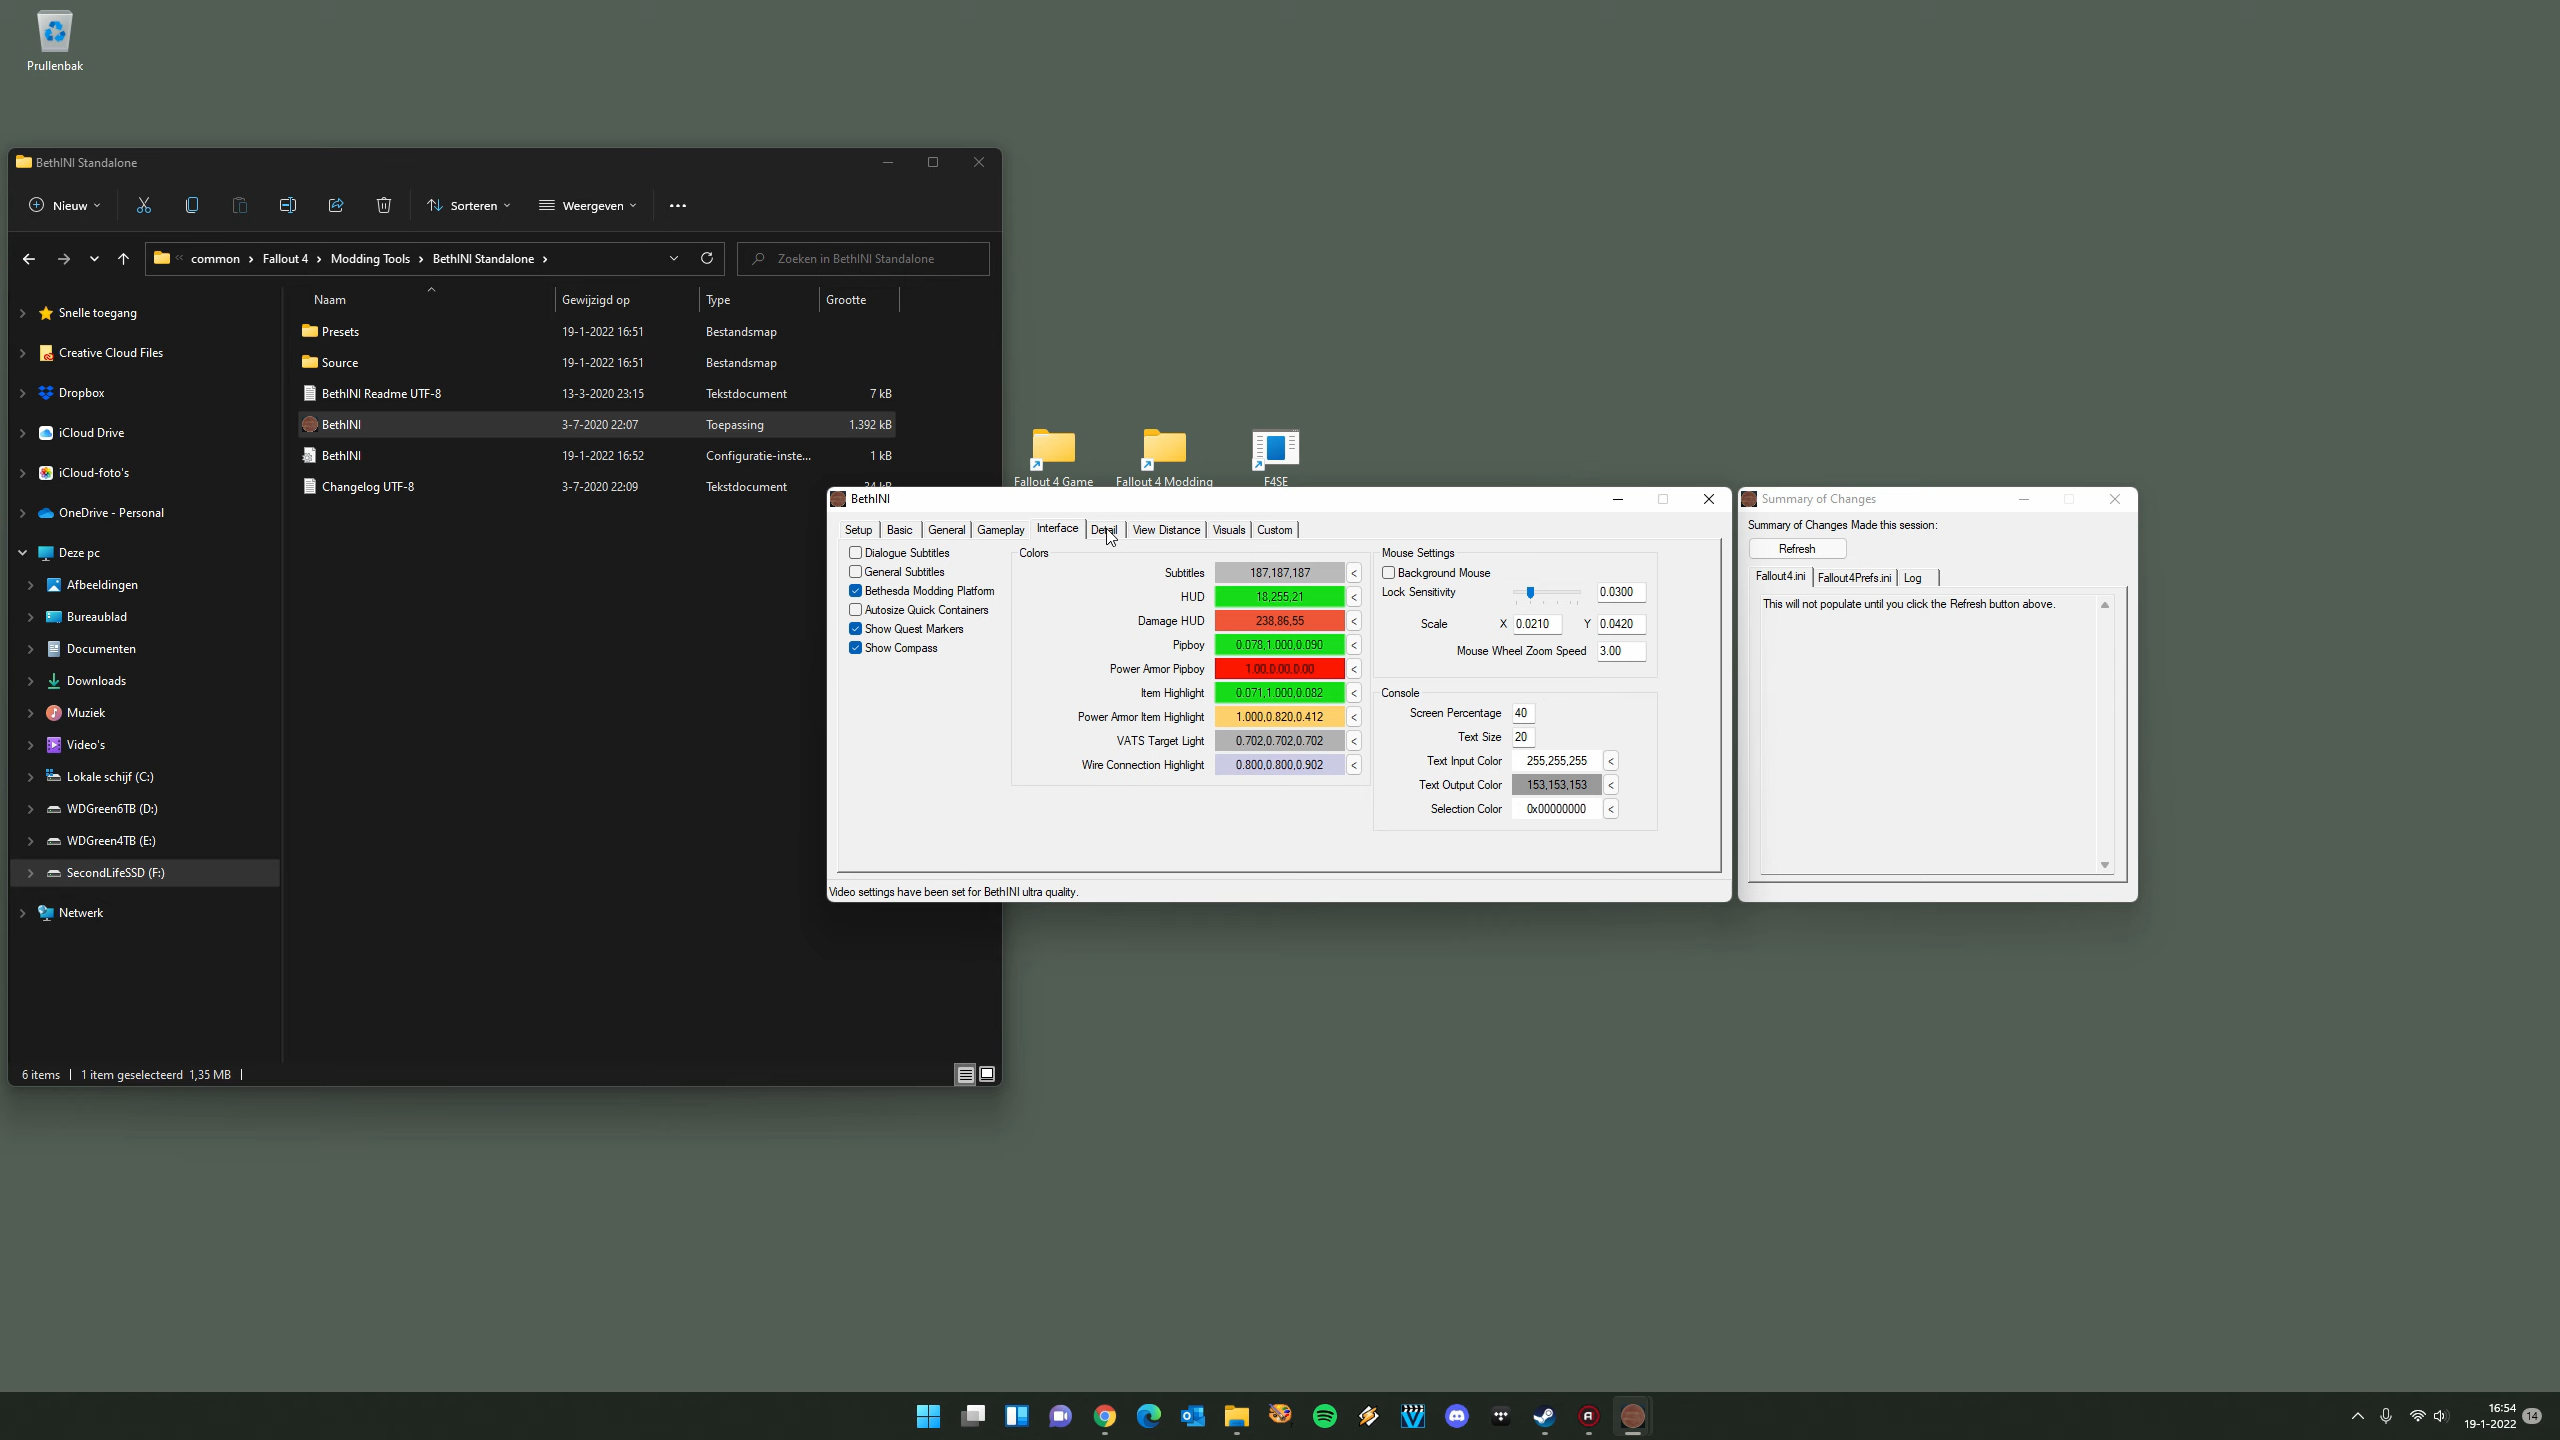 Prullenbak
BethINI Standalone
Nieuw
Sorteren
Weergeven
common
Fallout 4
Modding Tools
BethINI Standalone
Zoeken in BethINI Standalone
Snelle toegang
Creative Cloud Files
Dropbox
iCloud Drive
iCloud-foto's
OneDrive - Personal
Deze pc
Afbeeldingen
Bureaublad
Documenten
Downloads
Muziek
Video's
Lokale schijf (C:)
WDGreen6TB (D:)
WDGreen4TB (E:)
SecondLifeSSD (F:)
Netwerk
Naam Gewijzigd op Type Grootte
Presets 19-1-2022 16:51 Bestandsmap
Source 19-1-2022 16:51 Bestandsmap
BethINI Readme UTF-8 13-3-2020 23:15 Tekstdocument 7 kB
BethINI 3-7-2020 22:07 Toepassing 1.392 kB
BethINI 19-1-2022 16:52 Configuratie-inste... 1 kB
Changelog UTF-8 3-7-2020 22:09 Tekstdocument
6 items 1 item geselecteerd 1,35 MB
Fallout 4 Game
Fallout 4 Modding
F4SE
BethINI
Setup Basic General Gameplay Interface Detail View Distance Visuals Custom
Dialogue Subtitles
General Subtitles
Bethesda Modding Platform
Autosize Quick Containers
Show Quest Markers
Show Compass
Colors
Subtitles 187,187,187 <
HUD 18,255,21 <
Damage HUD 238,86,55 <
Pipboy 0.078,1.000,0.090 <
Power Armor Pipboy 1.00,0.00,0.00 <
Item Highlight 0.071,1.000,0.082 <
Power Armor Item Highlight 1.000,0.820,0.412 <
VATS Target Light 0.702,0.702,0.702 <
Wire Connection Highlight 0.800,0.800,0.902 <
Mouse Settings
Background Mouse
Lock Sensitivity 0.0300
Scale X 0.0210 Y 0.0420
Mouse Wheel Zoom Speed 3.00
Console
Screen Percentage 40
Text Size 20
Text Input Color 255,255,255 <
Text Output Color 153,153,153 <
Selection Color 0x00000000 <
Video settings have been set for BethINI ultra quality.
Summary of Changes
Summary of Changes Made this session:
Refresh
Fallout4.ini Fallout4Prefs.ini Log
This will not populate until you click the Refresh button above.
16:54
19-1-2022
14